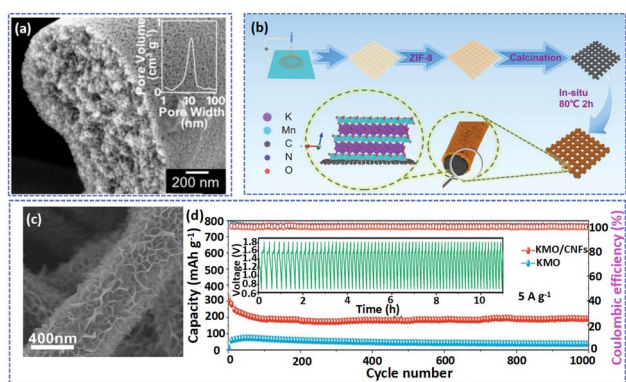 (a)
Pore Volume
(cm³ g⁻¹)
1
0
1
10
100
Pore Width
(nm)
200 nm
(b)
ZIF-8
Calcination
In-situ
80℃ 2h
K
Mn
C
N
O
(c)
400nm
(d)
Capacity (mAh g⁻¹)
800
700
600
500
400
300
200
100
0
Voltage (V)
1.8
1.6
1.4
1.2
1.0
0.8
0.6
0 2 4 6 8 10
Time (h)
KMO/CNFs
KMO
5 A g⁻¹
0 200 400 600 800 1000
Cycle number
100
80
60
40
20
0
Coulombic efficiency (%)